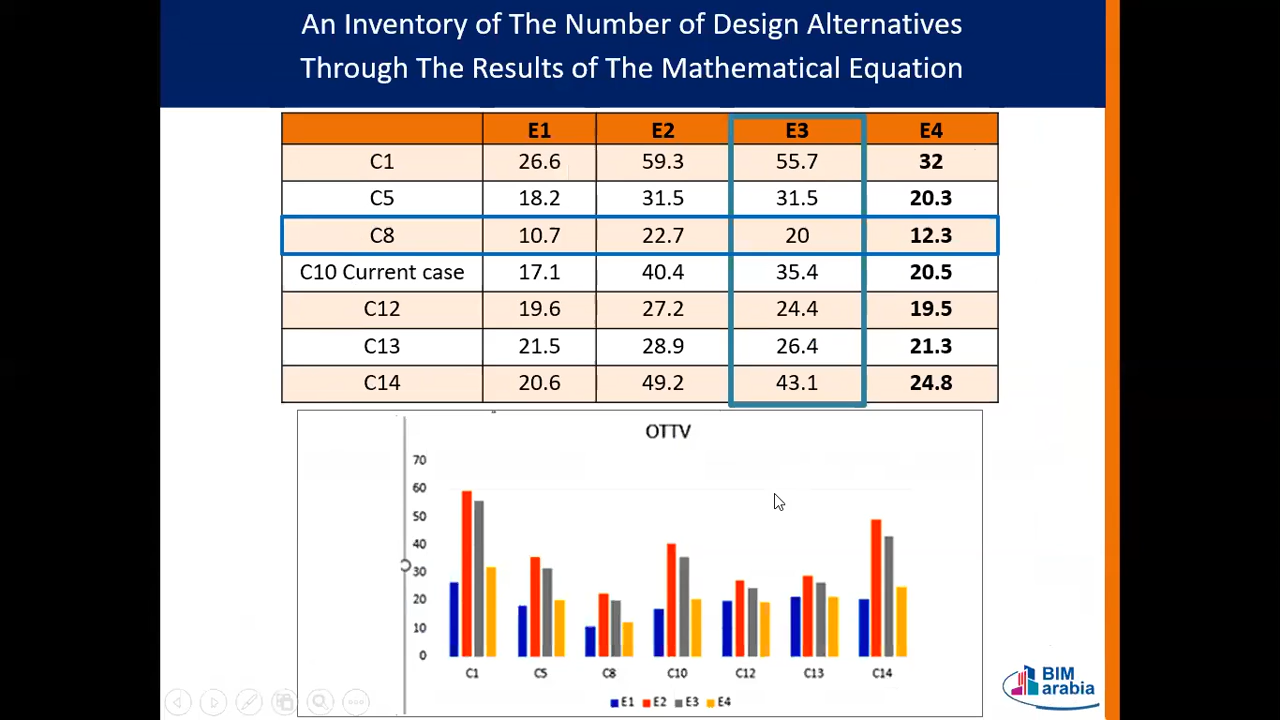 An Inventory of The Number of Design Alternatives
Through The Results of The Mathematical Equation
E1 E2 E3 E4
C1 26.6 59.3 55.7 32
C5 18.2 31.5 31.5 20.3
C8 10.7 22.7 20 12.3
C10 Current case 17.1 40.4 35.4 20.5
C12 19.6 27.2 24.4 19.5
C13 21.5 28.9 26.4 21.3
C14 20.6 49.2 43.1 24.8
OTTV
70
60
50
40
30
20
10
0
C1 C5 C8 C10 C12 C13 C14
E1 E2 E3 E4
BIM
arabia